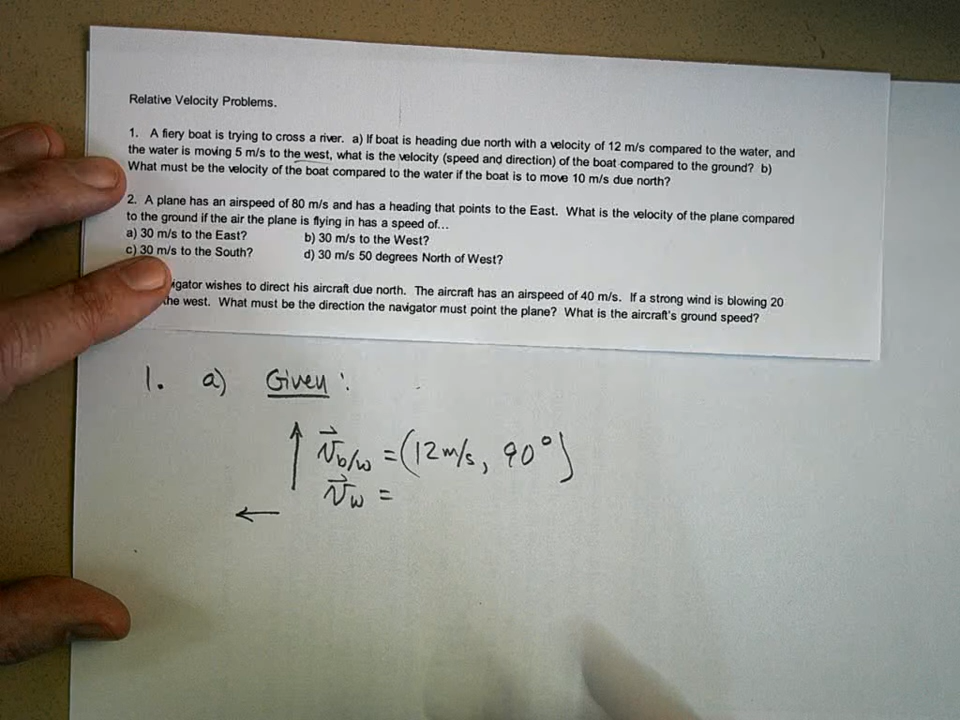 Relative Velocity Problems.
1. A fiery boat is trying to cross a river. a) If boat is heading due north with a velocity of 12 m/s compared to the water, and
the water is moving 5 m/s to the west, what is the velocity (speed and direction) of the boat compared to the ground? b)
What must be the velocity of the boat compared to the water if the boat is to move 10 m/s due north?
2. A plane has an airspeed of 80 m/s and has a heading that points to the East. What is the velocity of the plane compared
to the ground if the air the plane is flying in has a speed of...
a) 30 m/s to the East? b) 30 m/s to the West?
c) 30 m/s to the South? d) 30 m/s 50 degrees North of West?
wishes to direct his aircraft due north. The aircraft has an airspeed of 40 m/s. If a strong wind is blowing 20
the west. What must be the direction the navigator must point the plane? What is the aircraft's ground speed?
1. a) Given:
↑ v⃗b/w = (12 m/s, 90°)
v⃗w =
←